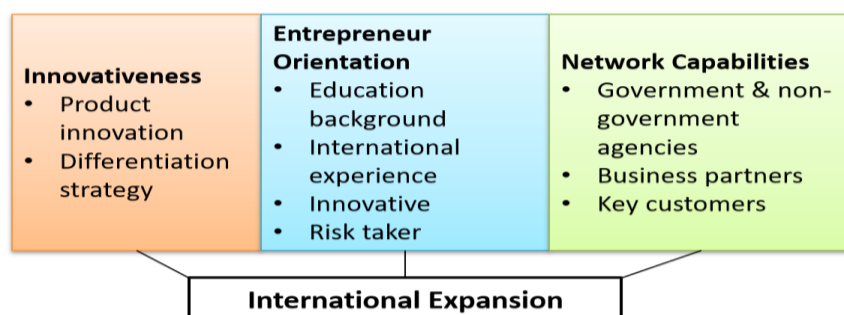 Innovativeness
• Product
innovation
• Differentiation
strategy
Entrepreneur
Orientation
• Education
background
• International
experience
• Innovative
• Risk taker
Network Capabilities
• Government & non-
government
agencies
• Business partners
• Key customers
International Expansion